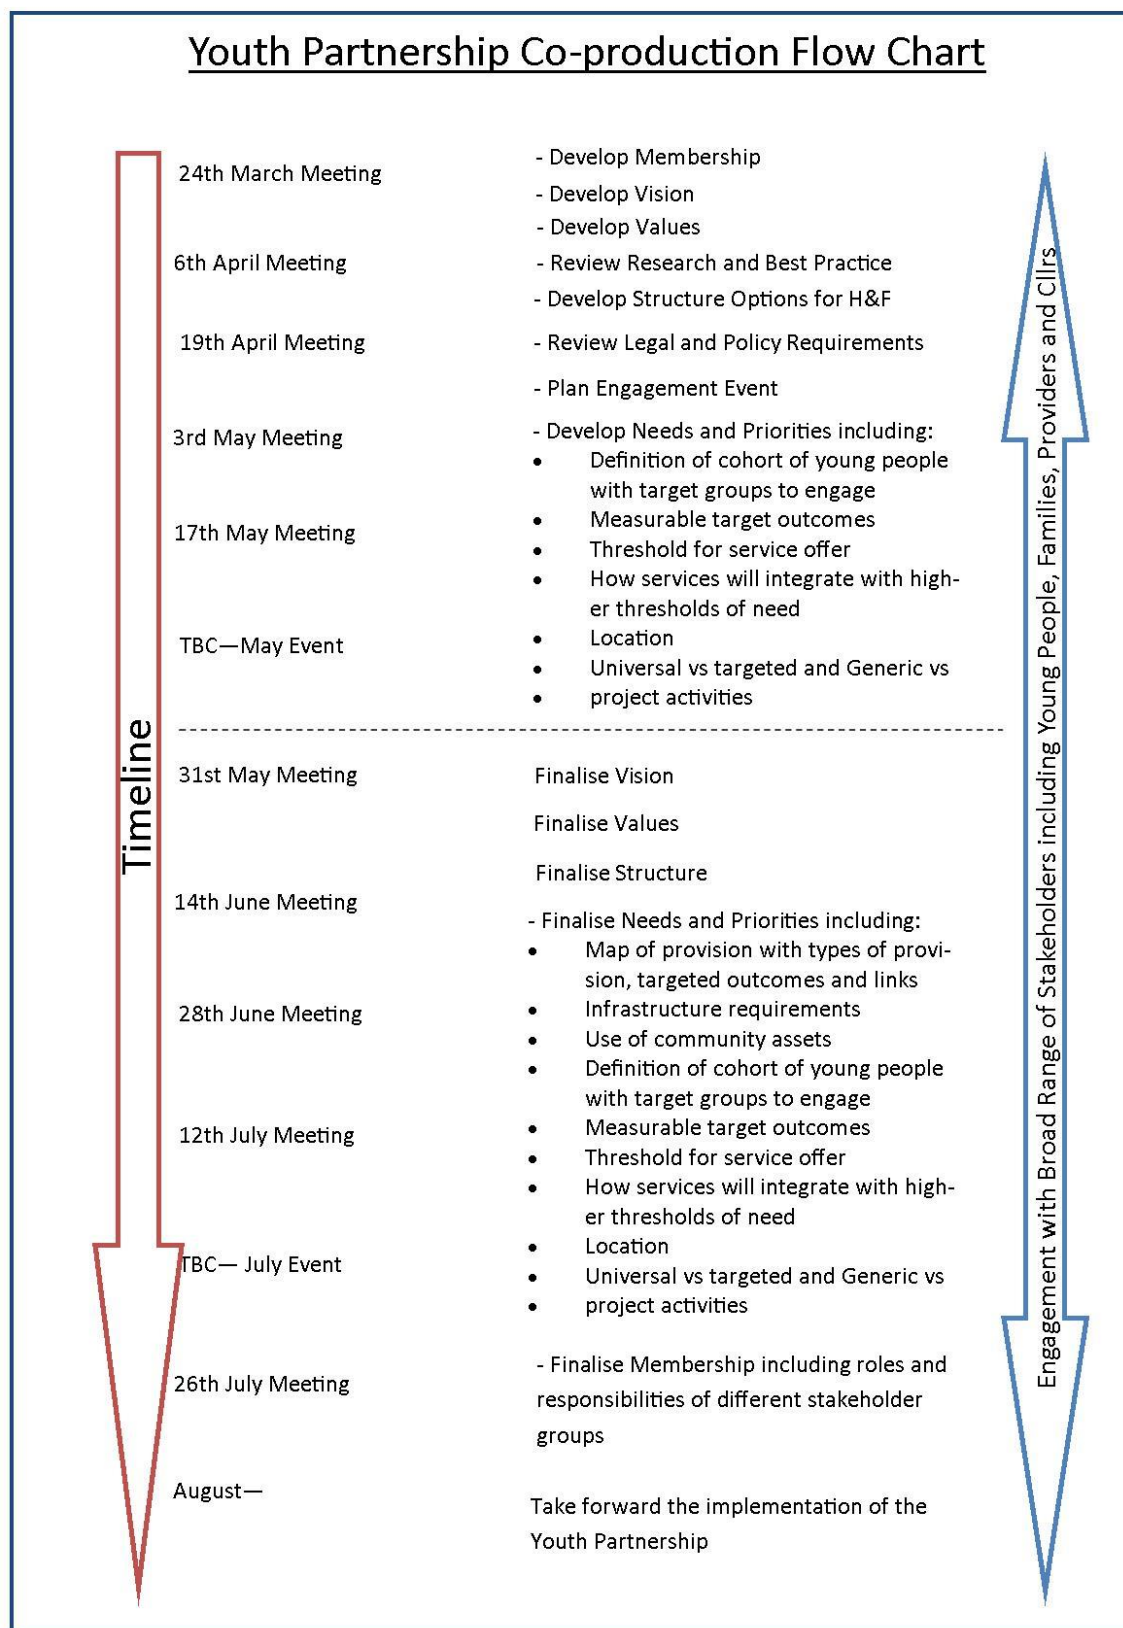 Youth Partnership Co-production Flow Chart
24th March Meeting
- Develop Membership
- Develop Vision
- Develop Values
6th April Meeting
- Review Research and Best Practice
- Develop Structure Options for H&F
19th April Meeting
- Review Legal and Policy Requirements
- Plan Engagement Event
3rd May Meeting
- Develop Needs and Priorities including:
• Definition of cohort of young people
with target groups to engage
17th May Meeting
• Measurable target outcomes
• Threshold for service offer
• How services will integrate with high-
er thresholds of need
TBC—May Event
• Location
• Universal vs targeted and Generic vs
• project activities
Timeline
31st May Meeting
Finalise Vision
Finalise Values
Finalise Structure
14th June Meeting
- Finalise Needs and Priorities including:
• Map of provision with types of provi-
sion, targeted outcomes and links
28th June Meeting
• Infrastructure requirements
• Use of community assets
• Definition of cohort of young people
with target groups to engage
12th July Meeting
• Measurable target outcomes
• Threshold for service offer
• How services will integrate with high-
er thresholds of need
TBC— July Event
• Location
• Universal vs targeted and Generic vs
• project activities
26th July Meeting
- Finalise Membership including roles and
responsibilities of different stakeholder
groups
August—
Take forward the implementation of the
Youth Partnership
Engagement with Broad Range of Stakeholders including Young People, Families, Providers and Cllrs